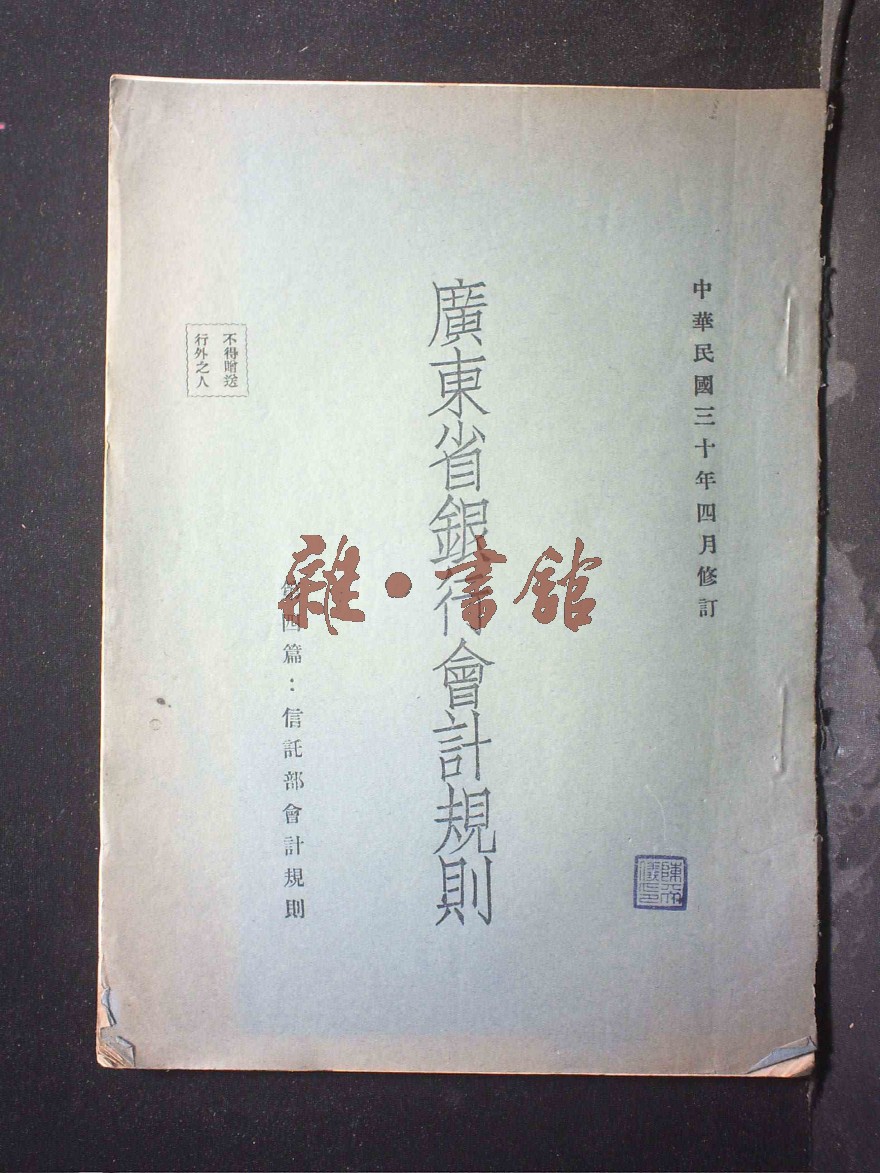 中華民國三十年四月修訂
廣東省銀行會計規則
第四篇：信託部會計規則
不得贈送
行外之人
雜·書舘